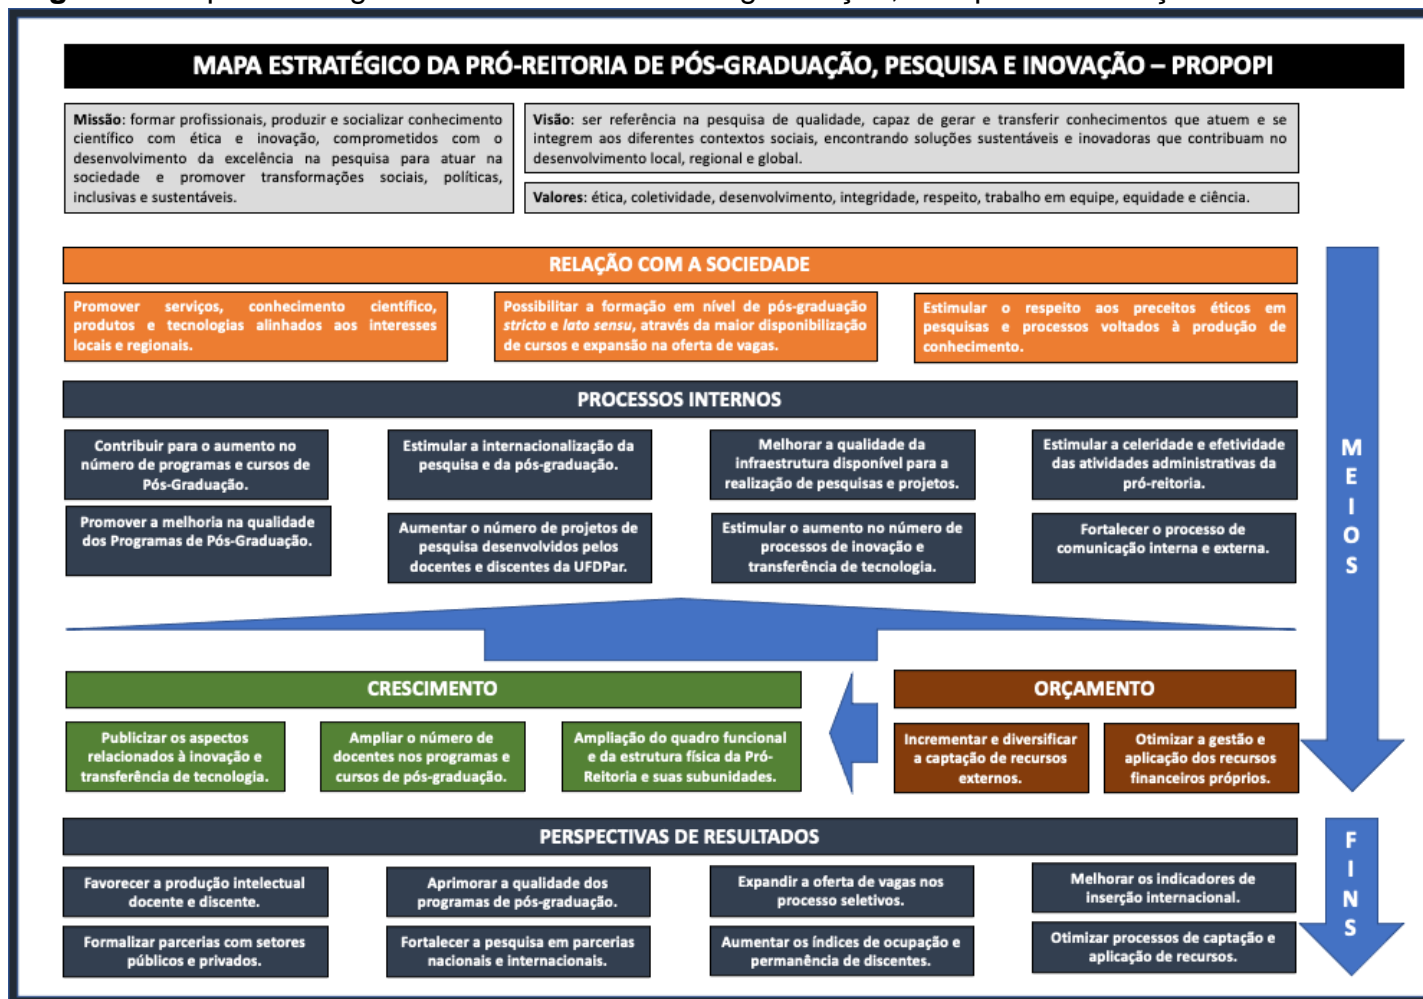 MAPA ESTRATÉGICO DA PRÓ-REITORIA DE PÓS-GRADUAÇÃO, PESQUISA E INOVAÇÃO – PROPOPI
Missão: formar profissionais, produzir e socializar conhecimento
científico com ética e inovação, comprometidos com o
desenvolvimento da excelência na pesquisa para atuar na
sociedade e promover transformações sociais, políticas,
inclusivas e sustentáveis.
Visão: ser referência na pesquisa de qualidade, capaz de gerar e transferir conhecimentos que atuem e se
integrem aos diferentes contextos sociais, encontrando soluções sustentáveis e inovadoras que contribuam no
desenvolvimento local, regional e global.
Valores: ética, coletividade, desenvolvimento, integridade, respeito, trabalho em equipe, equidade e ciência.
RELAÇÃO COM A SOCIEDADE
Promover serviços, conhecimento científico,
produtos e tecnologias alinhados aos interesses
locais e regionais.
Possibilitar a formação em nível de pós-graduação
stricto e lato sensu, através da maior disponibilização
de cursos e expansão na oferta de vagas.
Estimular o respeito aos preceitos éticos em
pesquisas e processos voltados à produção de
conhecimento.
PROCESSOS INTERNOS
Contribuir para o aumento no
número de programas e cursos de
Pós-Graduação.
Estimular a internacionalização da
pesquisa e da pós-graduação.
Melhorar a qualidade da
infraestrutura disponível para a
realização de pesquisas e projetos.
Estimular a celeridade e efetividade
das atividades administrativas da
pró-reitoria.
Promover a melhoria na qualidade
dos Programas de Pós-Graduação.
Aumentar o número de projetos de
pesquisa desenvolvidos pelos
docentes e discentes da UFDPar.
Estimular o aumento no número de
processos de inovação e
transferência de tecnologia.
Fortalecer o processo de
comunicação interna e externa.
MEIOS
CRESCIMENTO
Publicizar os aspectos
relacionados à inovação e
transferência de tecnologia.
Ampliar o número de
docentes nos programas e
cursos de pós-graduação.
Ampliação do quadro funcional
e da estrutura física da Pró-
Reitoria e suas subunidades.
ORÇAMENTO
Incrementar e diversificar
a captação de recursos
externos.
Otimizar a gestão e
aplicação dos recursos
financeiros próprios.
PERSPECTIVAS DE RESULTADOS
Favorecer a produção intelectual
docente e discente.
Aprimorar a qualidade dos
programas de pós-graduação.
Expandir a oferta de vagas nos
processo seletivos.
Melhorar os indicadores de
inserção internacional.
Formalizar parcerias com setores
públicos e privados.
Fortalecer a pesquisa em parcerias
nacionais e internacionais.
Aumentar os índices de ocupação e
permanência de discentes.
Otimizar processos de captação e
aplicação de recursos.
FINS